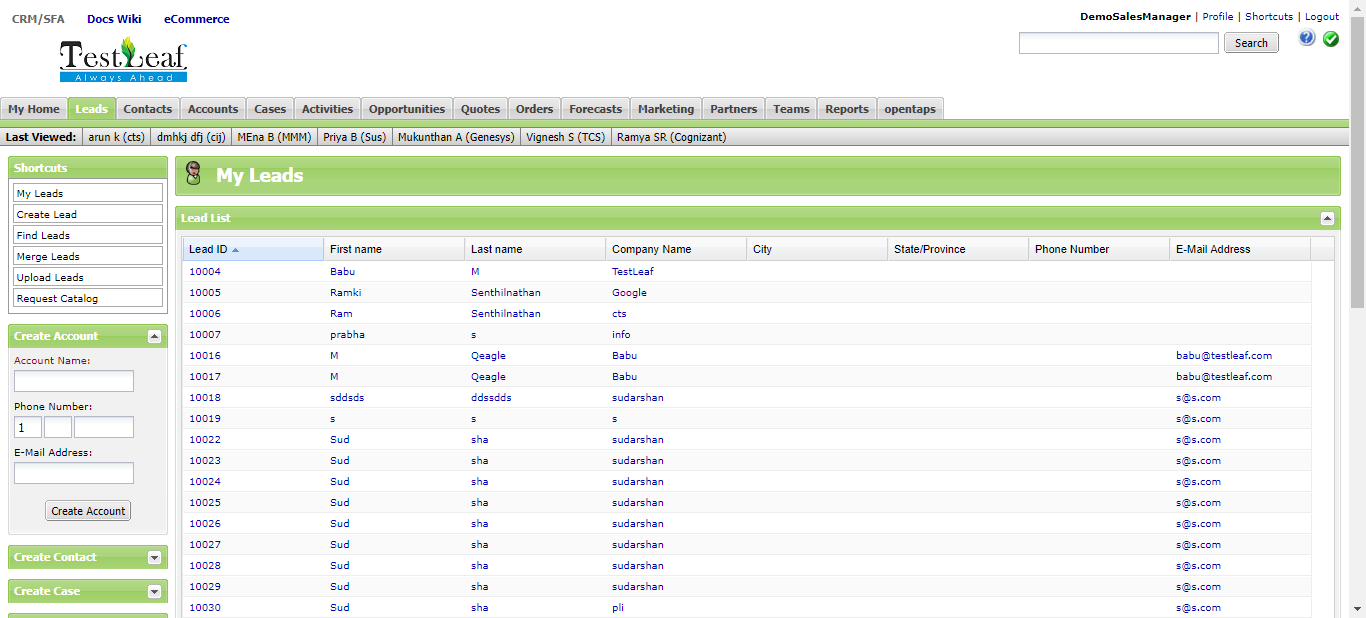 CRM/SFA Docs Wiki eCommerce
DemoSalesManager | Profile | Shortcuts | Logout
TestLeaf
Always Ahead
Search
My Home Leads Contacts Accounts Cases Activities Opportunities Quotes Orders Forecasts Marketing Partners Teams Reports opentaps
Last Viewed: arun k (cts) dmhkj dfj (cij) MEna B (MMM) Priya B (Sus) Mukunthan A (Genesys) Vignesh S (TCS) Ramya SR (Cognizant)
Shortcuts
My Leads
Create Lead
Find Leads
Merge Leads
Upload Leads
Request Catalog
Create Account
Account Name:
Phone Number:
1
E-Mail Address:
Create Account
Create Contact
Create Case
My Leads
Lead List
Lead ID First name Last name Company Name City State/Province Phone Number E-Mail Address
10004 Babu M TestLeaf
10005 Ramki Senthilnathan Google
10006 Ram Senthilnathan cts
10007 prabha s info
10016 M Qeagle Babu babu@testleaf.com
10017 M Qeagle Babu babu@testleaf.com
10018 sddsds ddssdds sudarshan s@s.com
10019 s s s s@s.com
10022 Sud sha sudarshan s@s.com
10023 Sud sha sudarshan s@s.com
10024 Sud sha sudarshan s@s.com
10025 Sud sha sudarshan s@s.com
10026 Sud sha sudarshan s@s.com
10027 Sud sha sudarshan s@s.com
10028 Sud sha sudarshan s@s.com
10029 Sud sha sudarshan s@s.com
10030 Sud sha pli s@s.com